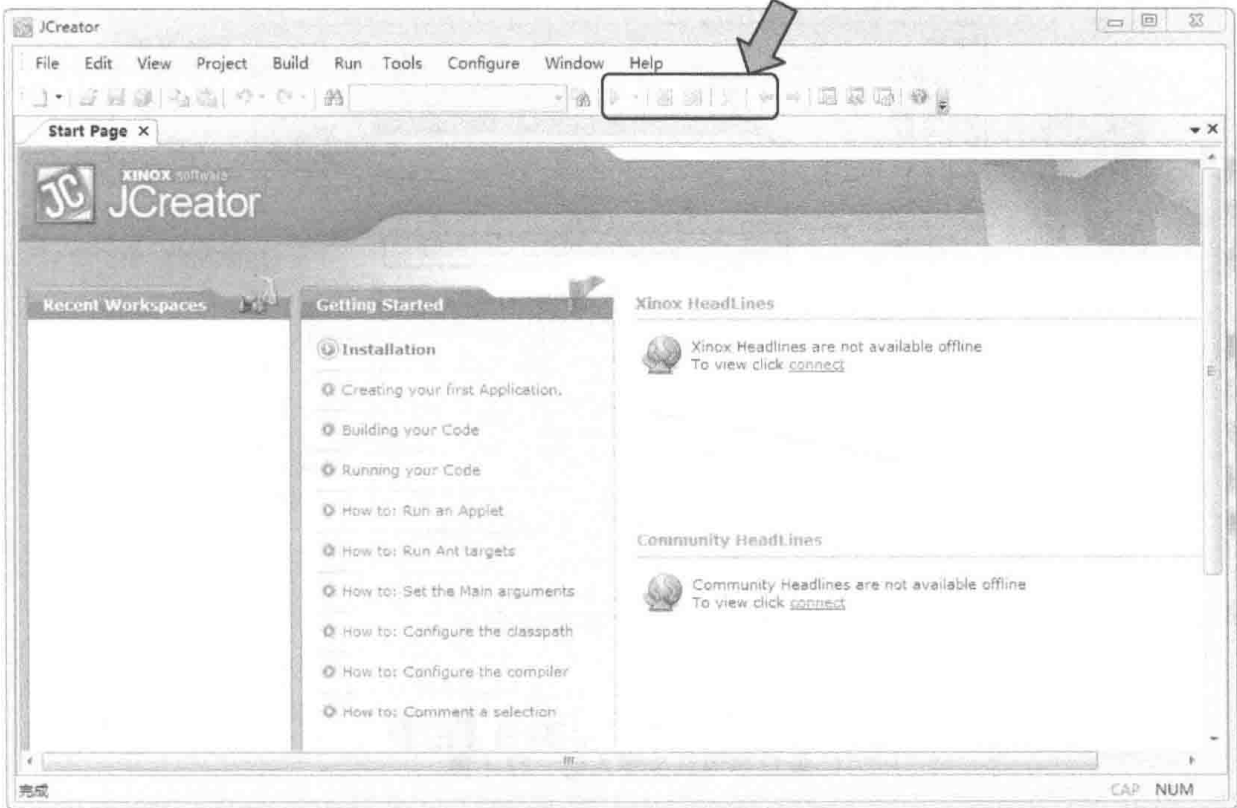 JCreator
File Edit View Project Build Run Tools Configure Window Help
Start Page
XINOX software
JCreator
JC
Recent Workspaces
Getting Started
Installation
Creating your first Application.
Building your Code
Running your Code
How to: Run an Applet
How to: Run Ant targets
How to: Set the Main arguments
How to: Configure the classpath
How to: Configure the compiler
How to: Comment a selection
Xinox HeadLines
Xinox Headlines are not available offline
To view click connect
Community HeadLines
Community Headlines are not available offline
To view click connect
完成
CAP NUM